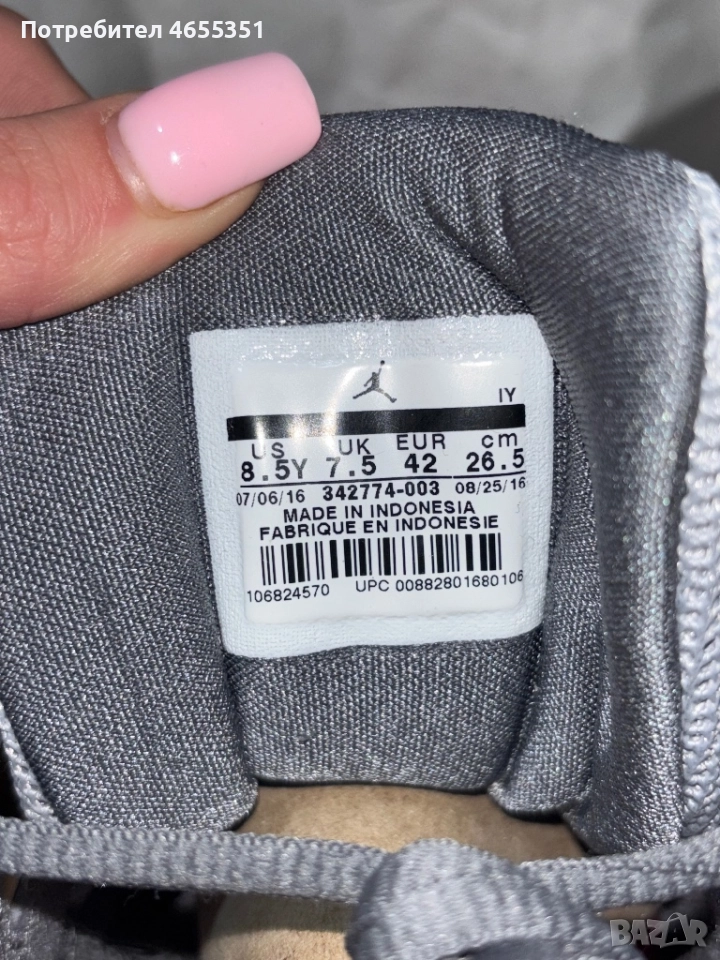 Потребител 4655351
IY
US UK EUR cm
8.5Y 7.5 42 26.5
07/06/16 342774-003 08/25/16
MADE IN INDONESIA
FABRIQUE EN INDONESIE
106824570 UPC 00882801680106
BAZAR